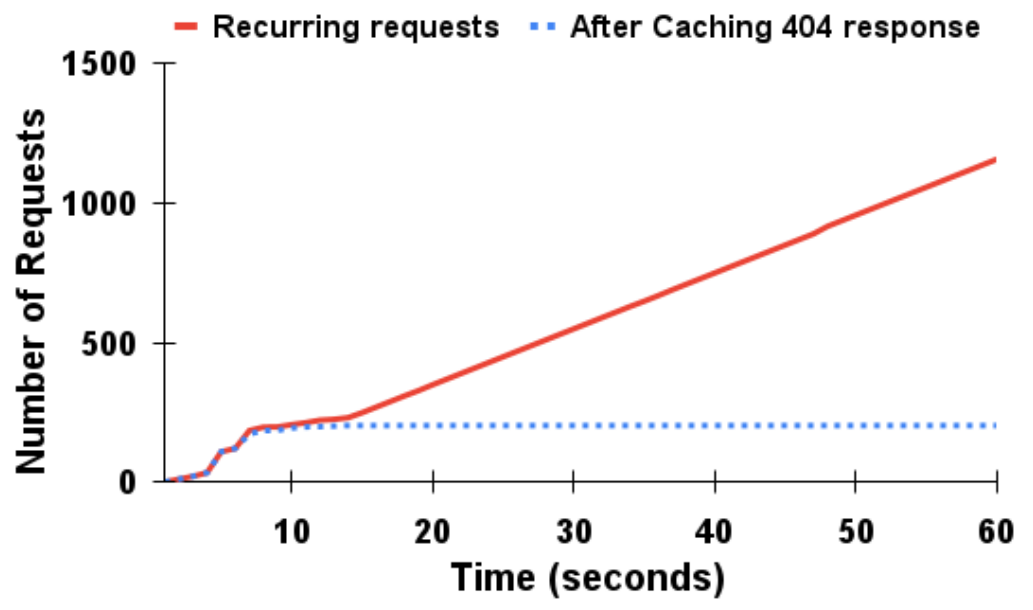 Recurring requests After Caching 404 response
1500
1000
500
0
Number of Requests
10 20 30 40 50 60
Time (seconds)